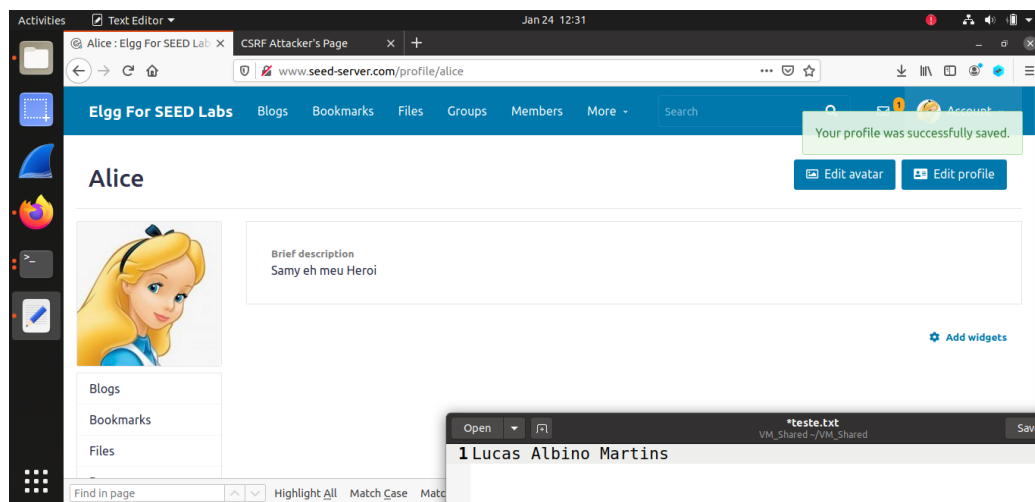 Activities Text Editor Jan 24 12:31
Alice : Elgg For SEED Lab CSRF Attacker's Page
www.seed-server.com/profile/alice
Elgg For SEED Labs Blogs Bookmarks Files Groups Members More Search 1 Account
Your profile was successfully saved.
Alice Edit avatar Edit profile
Brief description
Samy eh meu Heroi
Add widgets
Blogs
Bookmarks
Files
Open *teste.txt Sav
VM_Shared ~/VM_Shared
1 Lucas Albino Martins
Find in page Highlight All Match Case Matc